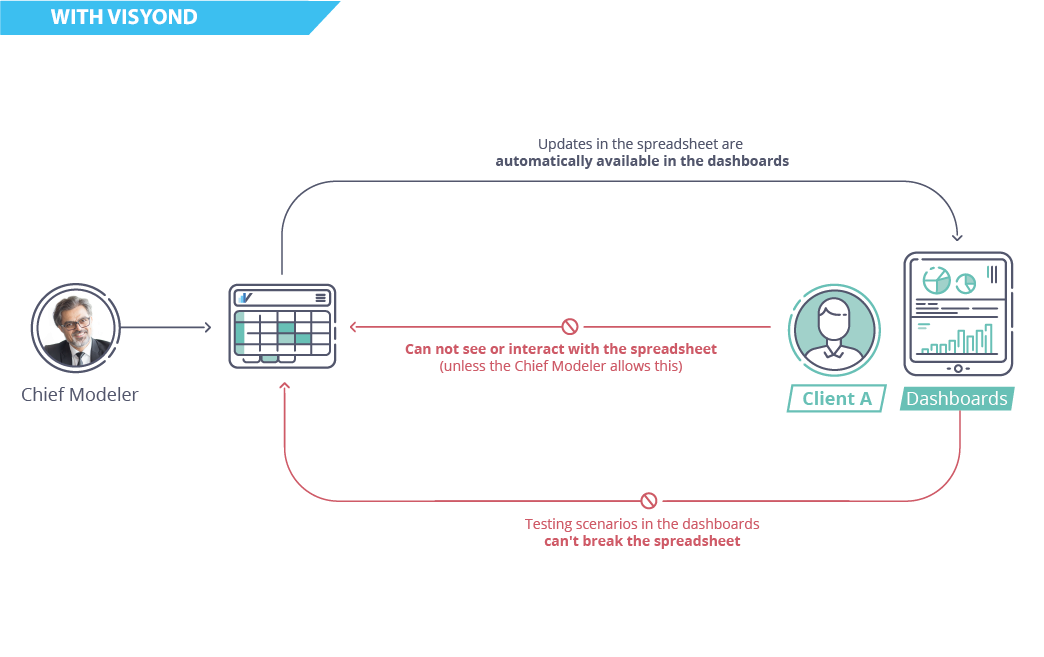 WITH VISYOND
Updates in the spreadsheet are
automatically available in the dashboards
Can not see or interact with the spreadsheet
(unless the Chief Modeler allows this)
Chief Modeler
Client A
Dashboards
Testing scenarios in the dashboards
can't break the spreadsheet